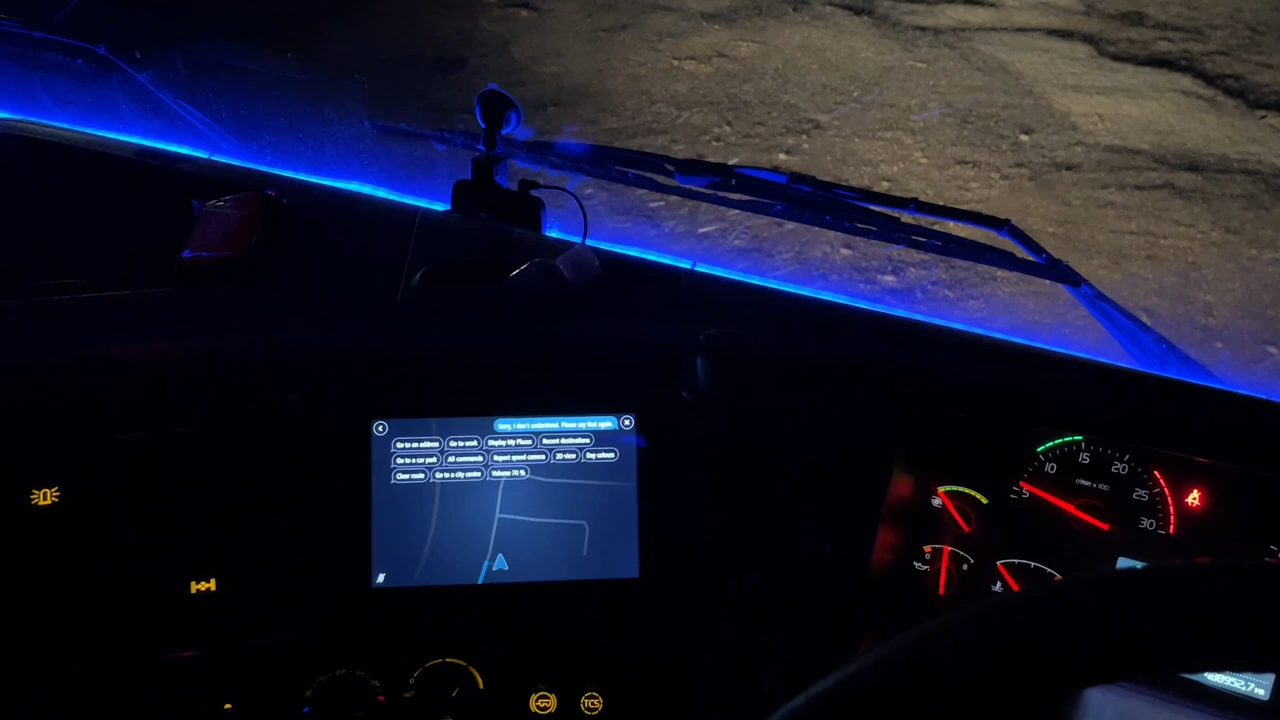 Sorry, I don't understand. Please say that again.
Go to an address Go to work Display My Places Recent destinations
Go to a car park All commands Report speed camera 2D view Day colours
Clear route Go to a city centre Volume 70 %
5 10 15 20 25 30
r/min x 100
0 8
TCS